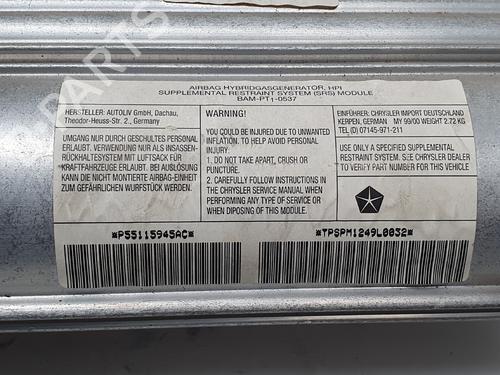 PARTS
AIRBAG HYBRIDGASGENERATOR, HPI
SUPPLEMENTAL RESTRAINT SYSTEM (SRS) MODULE
BAM-PT1-0537
HERSTELLER: AUTOLIV GmbH, Dachau,
Theodor-Heuss-Str. 2., Germany
UMGANG NUR DURCH GESCHULTES PERSONAL
ERLAUBT. VERWENDUNG NUR ALS INSASSEN-
RÜCKHALTESYSTEM MIT LUFTSACK FÜR
KRAFTFAHRZEUGE ERLAUBT. BEI AUSLÖSUNG
KANN DIE NICHT MONTIERTE AIRBAG-EINHEIT
ZUM GEFÄHRLICHEN WURFSTÜCK WERDEN.
WARNING!
YOU COULD BE INJURED DUE TO UNWANTED
INFLATION. TO HELP AVOID PERSONAL
INJURY:
1. DO NOT TAKE APART, CRUSH OR
PUNCTURE.
2. CAREFULLY FOLLOW INSTRUCTIONS IN
THE CHRYSLER SERVICE MANUAL WHEN
PERFORMING ANY TYPE OF SERVICE OR
WHEN DIPOSING OF THIS MODULE.
EINFÜHRER: CHRYSLER IMPORT DEUTSCHLAND
KERPEN, GERMAN MY 99/00 WEIGHT 2.72 KG
TEL (0) 07145-971-211
USE ONLY A SPECIFIED SUPPLEMENTAL
RESTRAINT SYSTEM. SEE CHRYSLER DEALER
TO VERIFY PART NUMBER FOR THIS VEHICLE
*P55115945AC*
*TPSPM1249L0032*